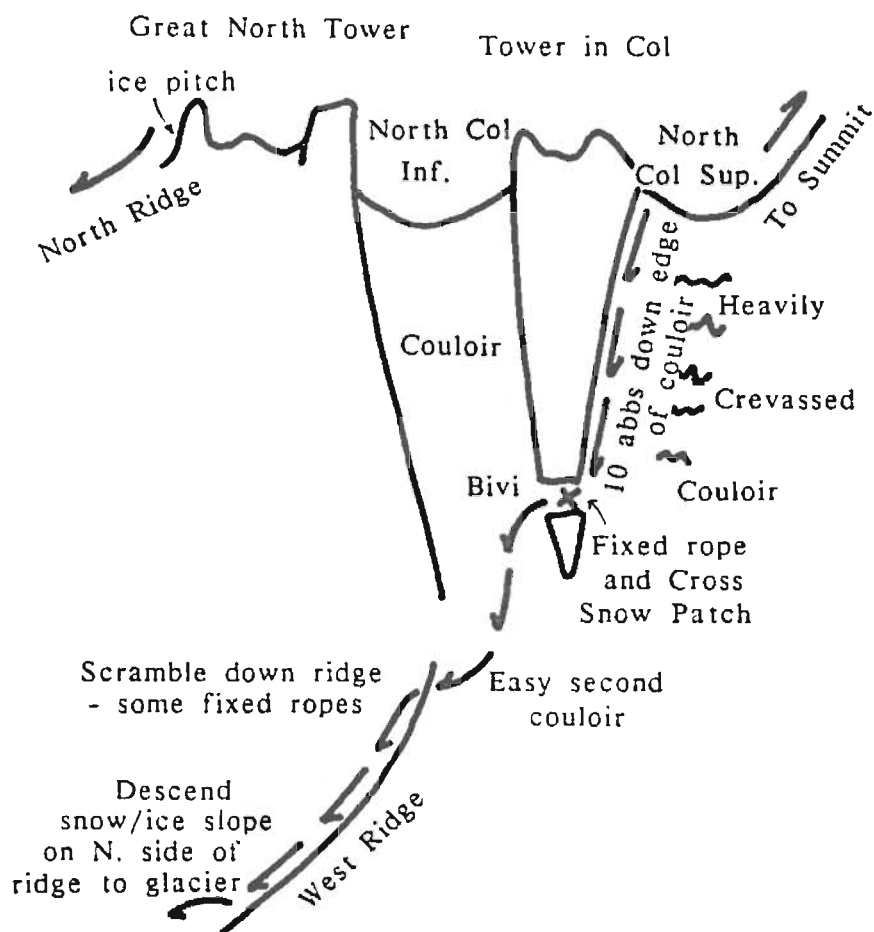 Great North Tower
Tower in Col
ice pitch
North Col
Inf.
North
Col Sup.
To Summit
North Ridge
10 abbs down edge
of couloir
Heavily
Crevassed
Couloir
Couloir
Bivi
Fixed rope
and Cross
Snow Patch
Scramble down ridge
- some fixed ropes
Easy second
couloir
Descend
snow/ice slope
on N. side of
ridge to glacier
West Ridge